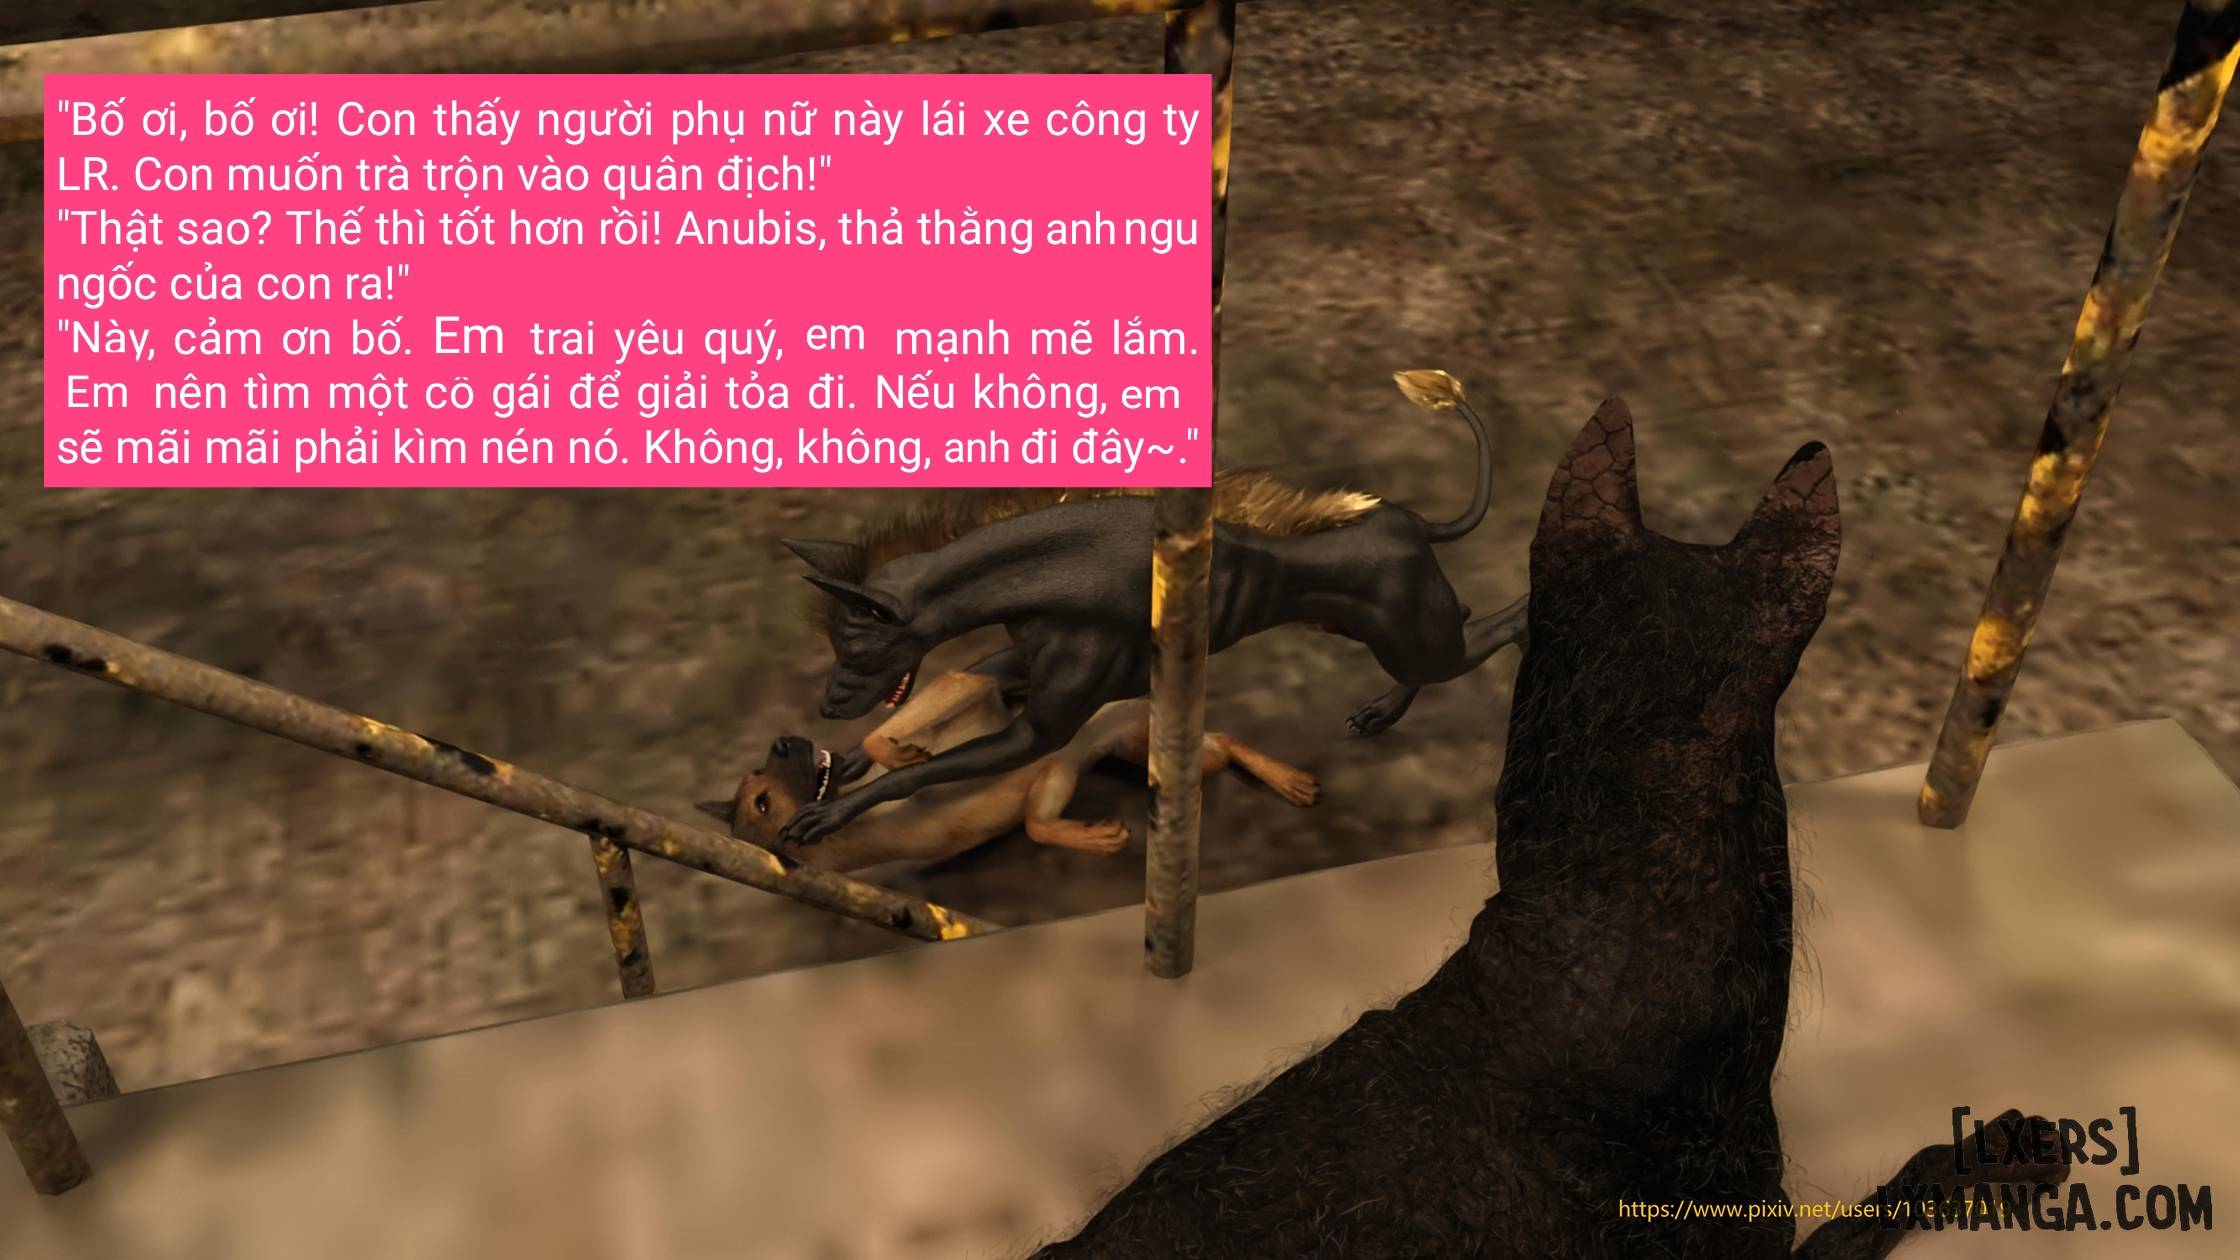 "Bố ơi, bố ơi! Con thấy người phụ nữ này lái xe công ty
LR. Con muốn trà trộn vào quân địch!"
"Thật sao? Thế thì tốt hơn rồi! Anubis, thả thằng anh ngu
ngốc của con ra!"
"Này, cảm ơn bố. Em trai yêu quý, em mạnh mẽ lắm.
Em nên tìm một cô gái để giải tỏa đi. Nếu không, em
sẽ mãi mãi phải kìm nén nó. Không, không, anh đi đây~."
[LXERS]
https://www.pixiv.net/users/
LXMANGA.COM